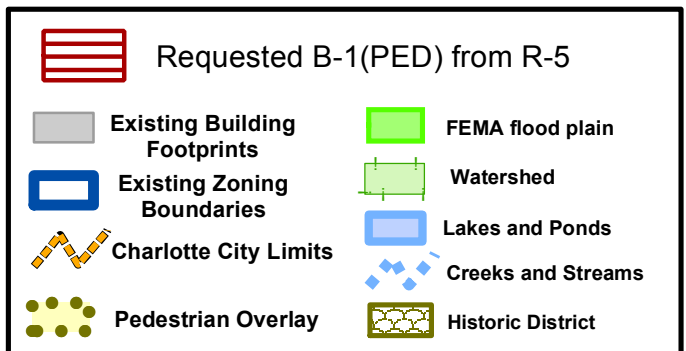 Requested B-1(PED) from R-5
Existing Building
Footprints
Existing Zoning
Boundaries
Charlotte City Limits
Pedestrian Overlay
FEMA flood plain
Watershed
Lakes and Ponds
Creeks and Streams
Historic District